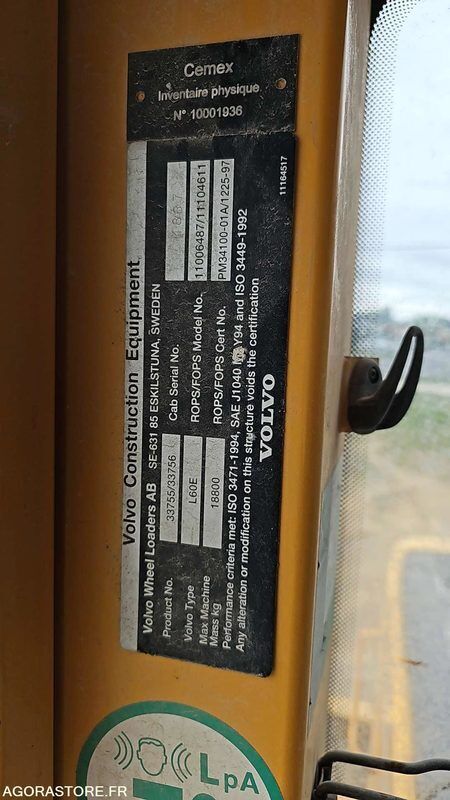 Cemex
Inventaire physique
N° 10001936
Volvo Construction Equipment
Volvo Wheel Loaders AB SE-631 85 ESKILSTUNA, SWEDEN
Product No. 33755/33756 Cab Serial No.
Volvo Type L60E ROPS/FOPS Model No. 11006487/11104611
Max Machine Mass kg 18800 ROPS/FOPS Cert No. PM34100-01A/1225-97
Performance criteria met: ISO 3471-1994, SAE J1040 Y94 and ISO 3449-1992
Any alteration or modification on this structure voids the certification
VOLVO
11164517
LpA
AGORASTORE.FR